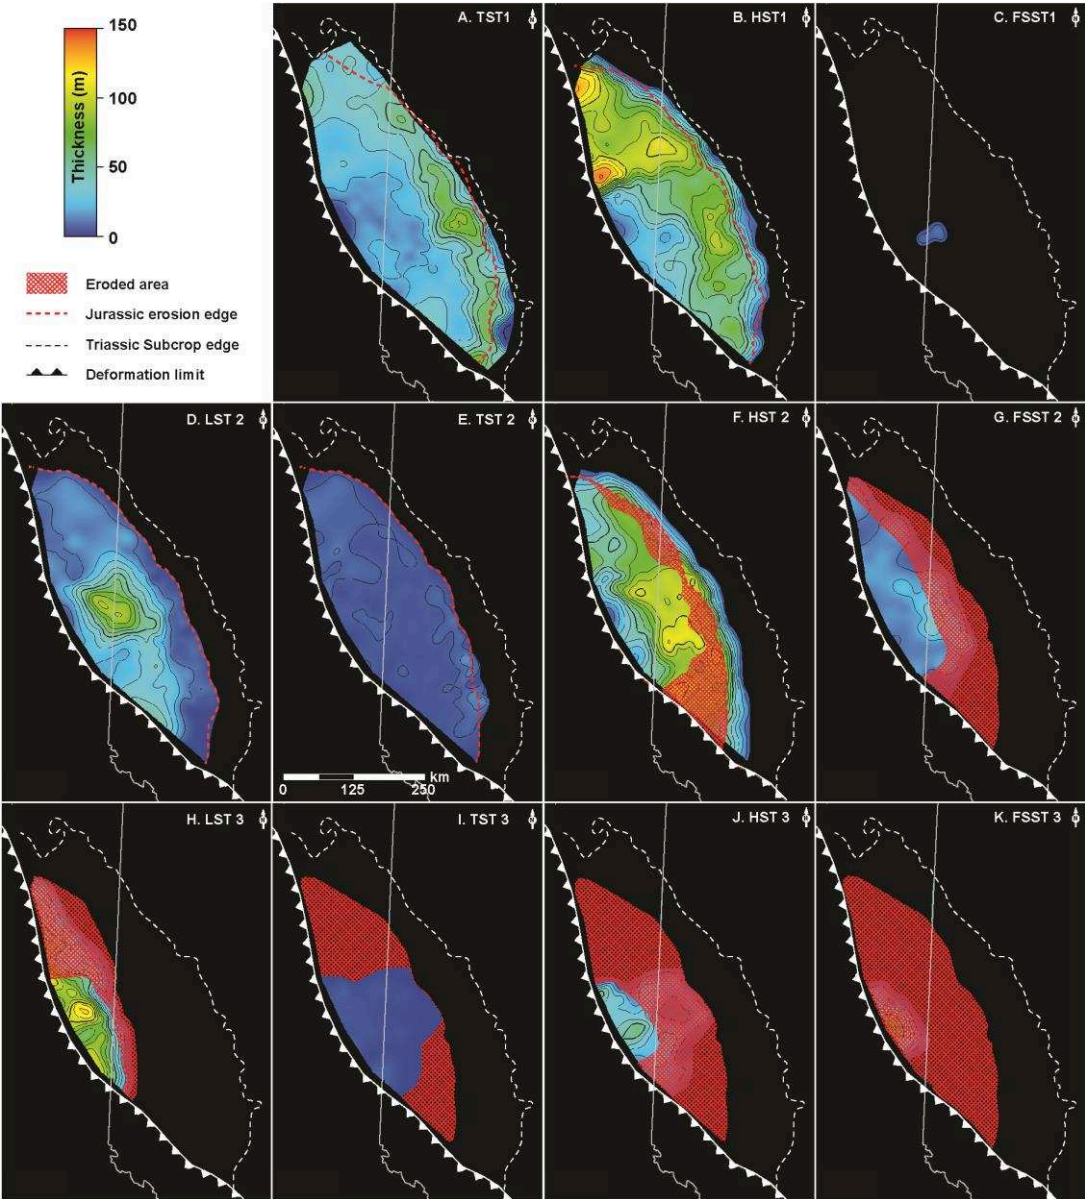 150
100
50
0
Thickness (m)
Eroded area
Jurassic erosion edge
Triassic Subcrop edge
Deformation limit
A. TST1
B. HST1
C. FSST1
D. LST 2
E. TST 2
F. HST 2
G. FSST 2
km
0 125 250
H. LST 3
I. TST 3
J. HST 3
K. FSST 3